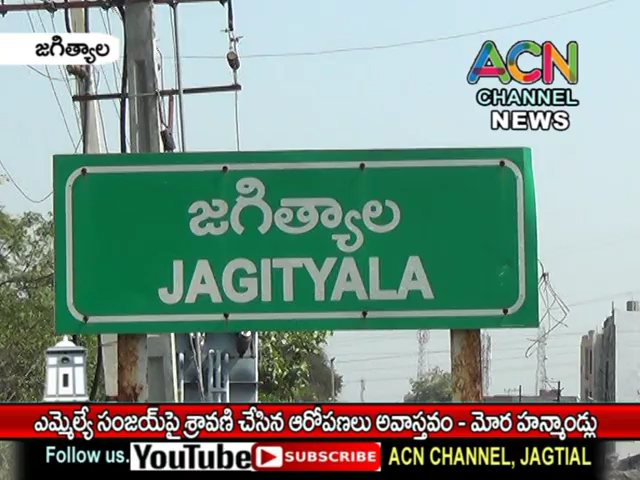 జగిత్యాల
ACN
CHANNEL
NEWS
జగిత్యాల
JAGITYALA
ఎమ్మెల్యే సంజయ్‌పై శ్రావణి చేసిన ఆరోపణలు అవాస్తవం - మోర హన్మాండ్లు
Follow us. YouTube SUBSCRIBE ACN CHANNEL, JAGTIAL